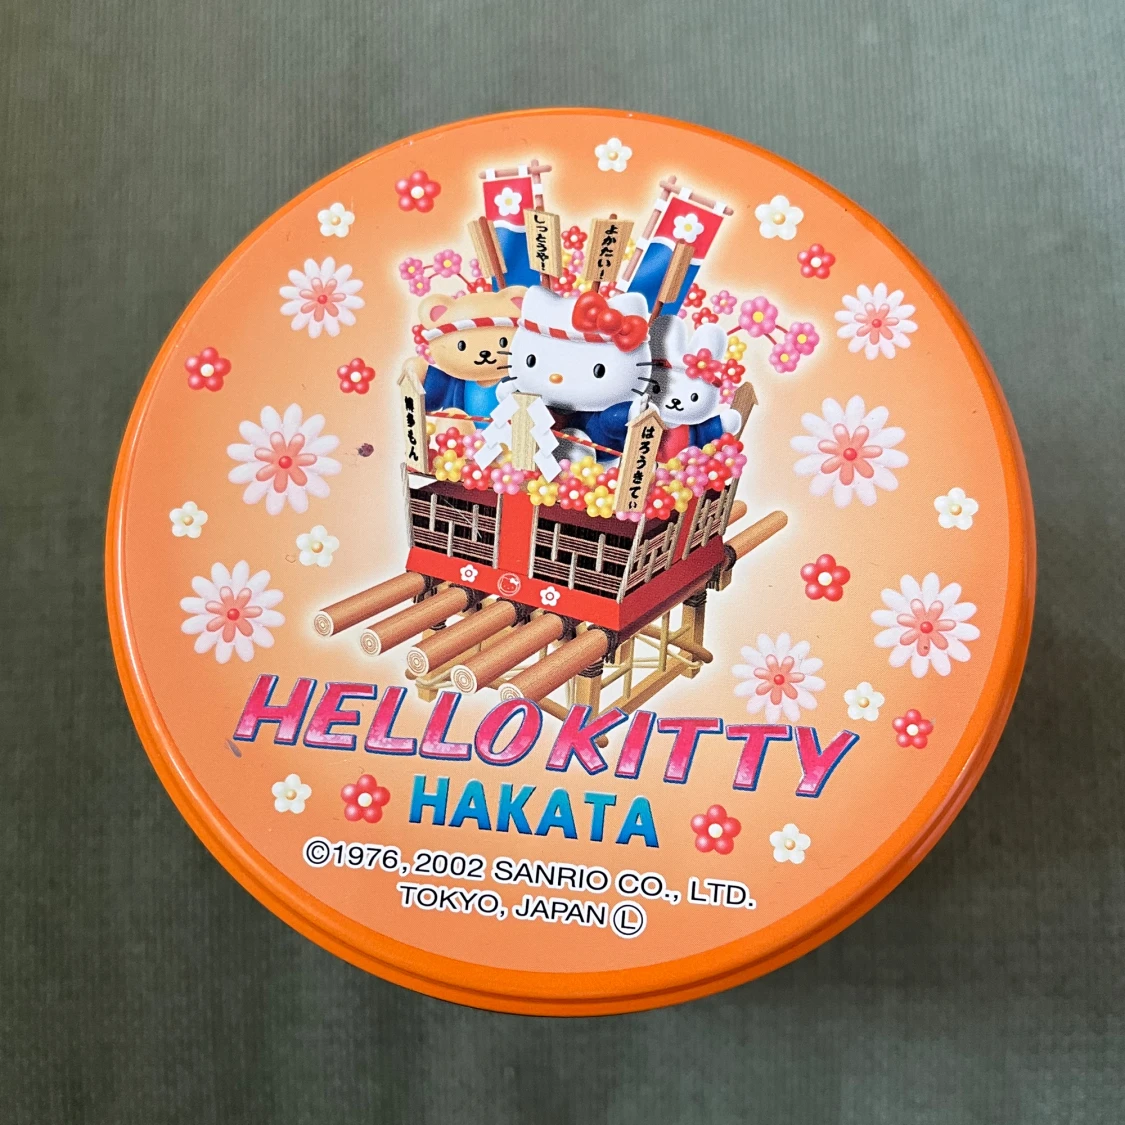 しっとうや!
よかたい!
博多もん
はろうきてぃ
HELLO KITTY
HAKATA
©1976, 2002 SANRIO CO., LTD.
TOKYO, JAPAN Ⓛ